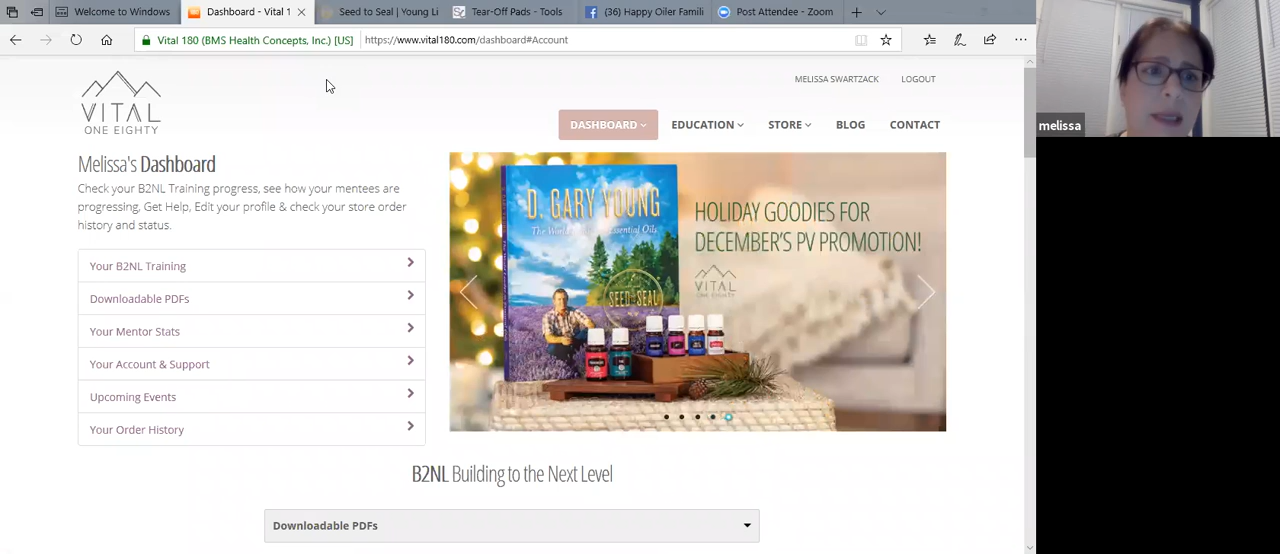 Welcome to Windows
Dashboard - Vital 1
Seed to Seal | Young Li
Tear-Off Pads - Tools
(36) Happy Oiler Famili
Post Attendee - Zoom
Vital 180 (BMS Health Concepts, Inc.) [US]
https://www.vital180.com/dashboard#Account
MELISSA SWARTZACK
LOGOUT
VITAL
ONE EIGHTY
DASHBOARD
EDUCATION
STORE
BLOG
CONTACT
melissa
Melissa's Dashboard
Check your B2NL Training progress, see how your mentees are
progressing, Get Help, Edit your profile & check your store order
history and status.
Your B2NL Training
Downloadable PDFs
Your Mentor Stats
Your Account & Support
Upcoming Events
Your Order History
D. GARY YOUNG
The World Essential Oils
SEED SEAL
HOLIDAY GOODIES FOR
DECEMBER'S PV PROMOTION!
VITAL
ONE EIGHTY
B2NL Building to the Next Level
Downloadable PDFs